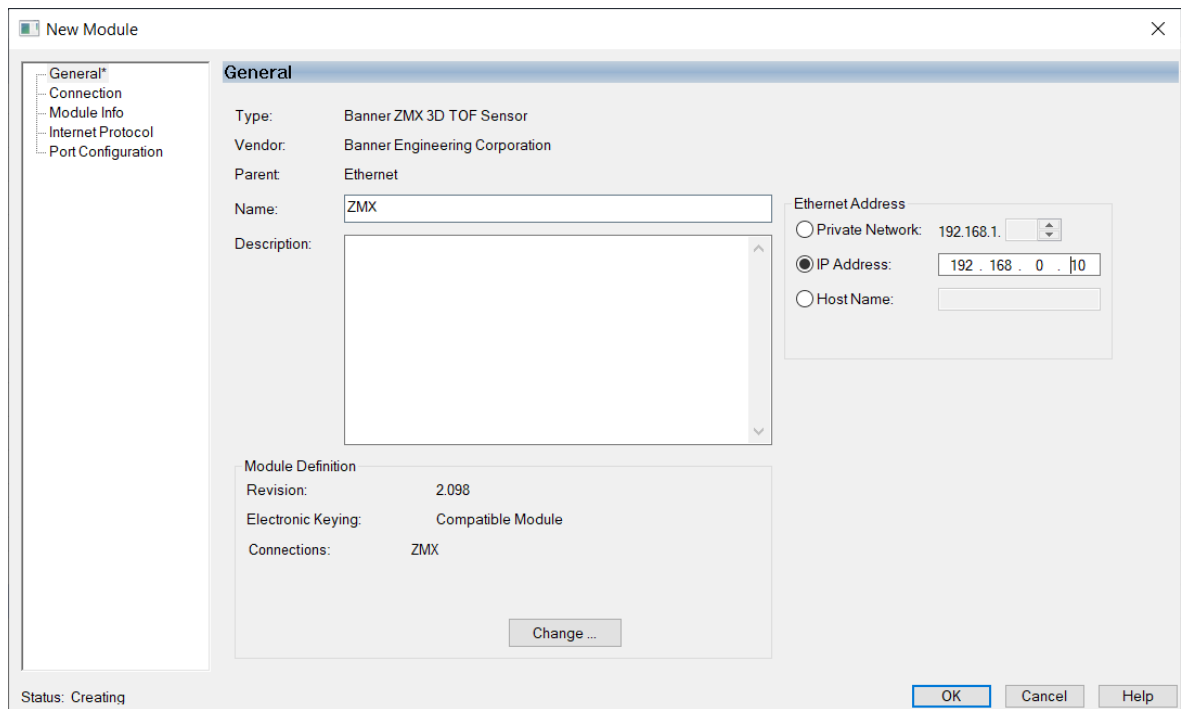 New Module
General*
Connection
Module Info
Internet Protocol
Port Configuration
General
Type: Banner ZMX 3D TOF Sensor
Vendor: Banner Engineering Corporation
Parent: Ethernet
Name: ZMX
Description:
Ethernet Address
Private Network: 192.168.1.
IP Address: 192 . 168 . 0 . 10
Host Name:
Module Definition
Revision: 2.098
Electronic Keying: Compatible Module
Connections: ZMX
Change ...
Status: Creating
OK Cancel Help